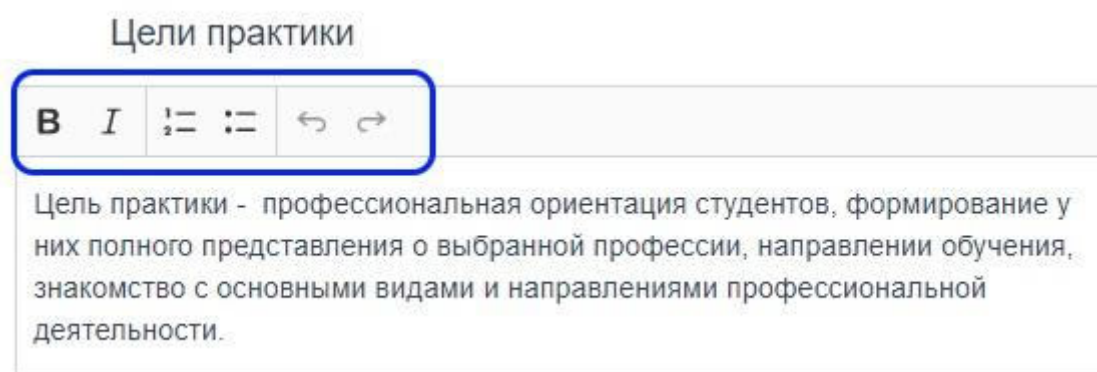 Цели практики
B I
Цель практики -  профессиональная ориентация студентов, формирование у
них полного представления о выбранной профессии, направлении обучения,
знакомство с основными видами и направлениями профессиональной
деятельности.